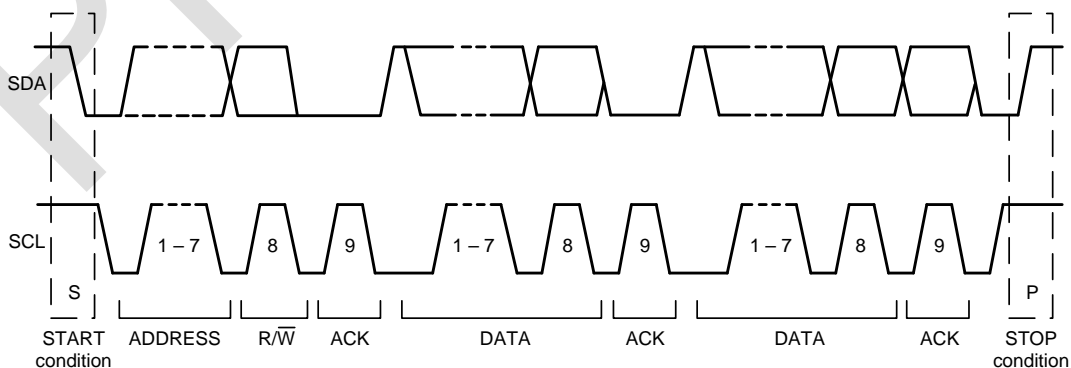 SDA
SCL
1 – 7
8
9
1 – 7
8
9
1 – 7
8
9
S
P
START
condition
ADDRESS
R/W̅
ACK
DATA
ACK
DATA
ACK
STOP
condition